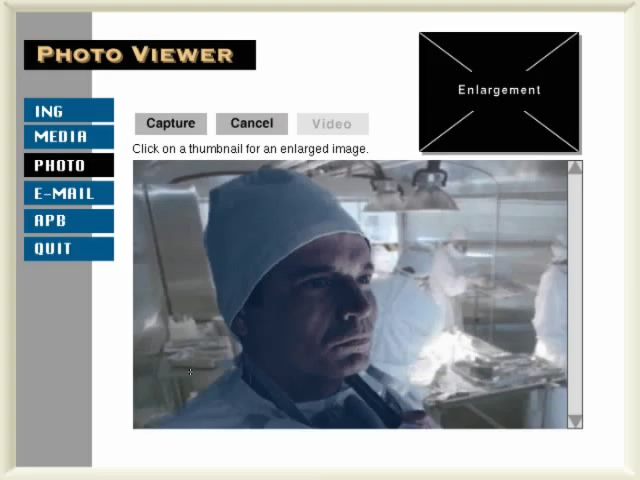 PHOTO VIEWER
Enlargement
ING
MEDIA
PHOTO
E-MAIL
APB
QUIT
Capture Cancel Video
Click on a thumbnail for an enlarged image.